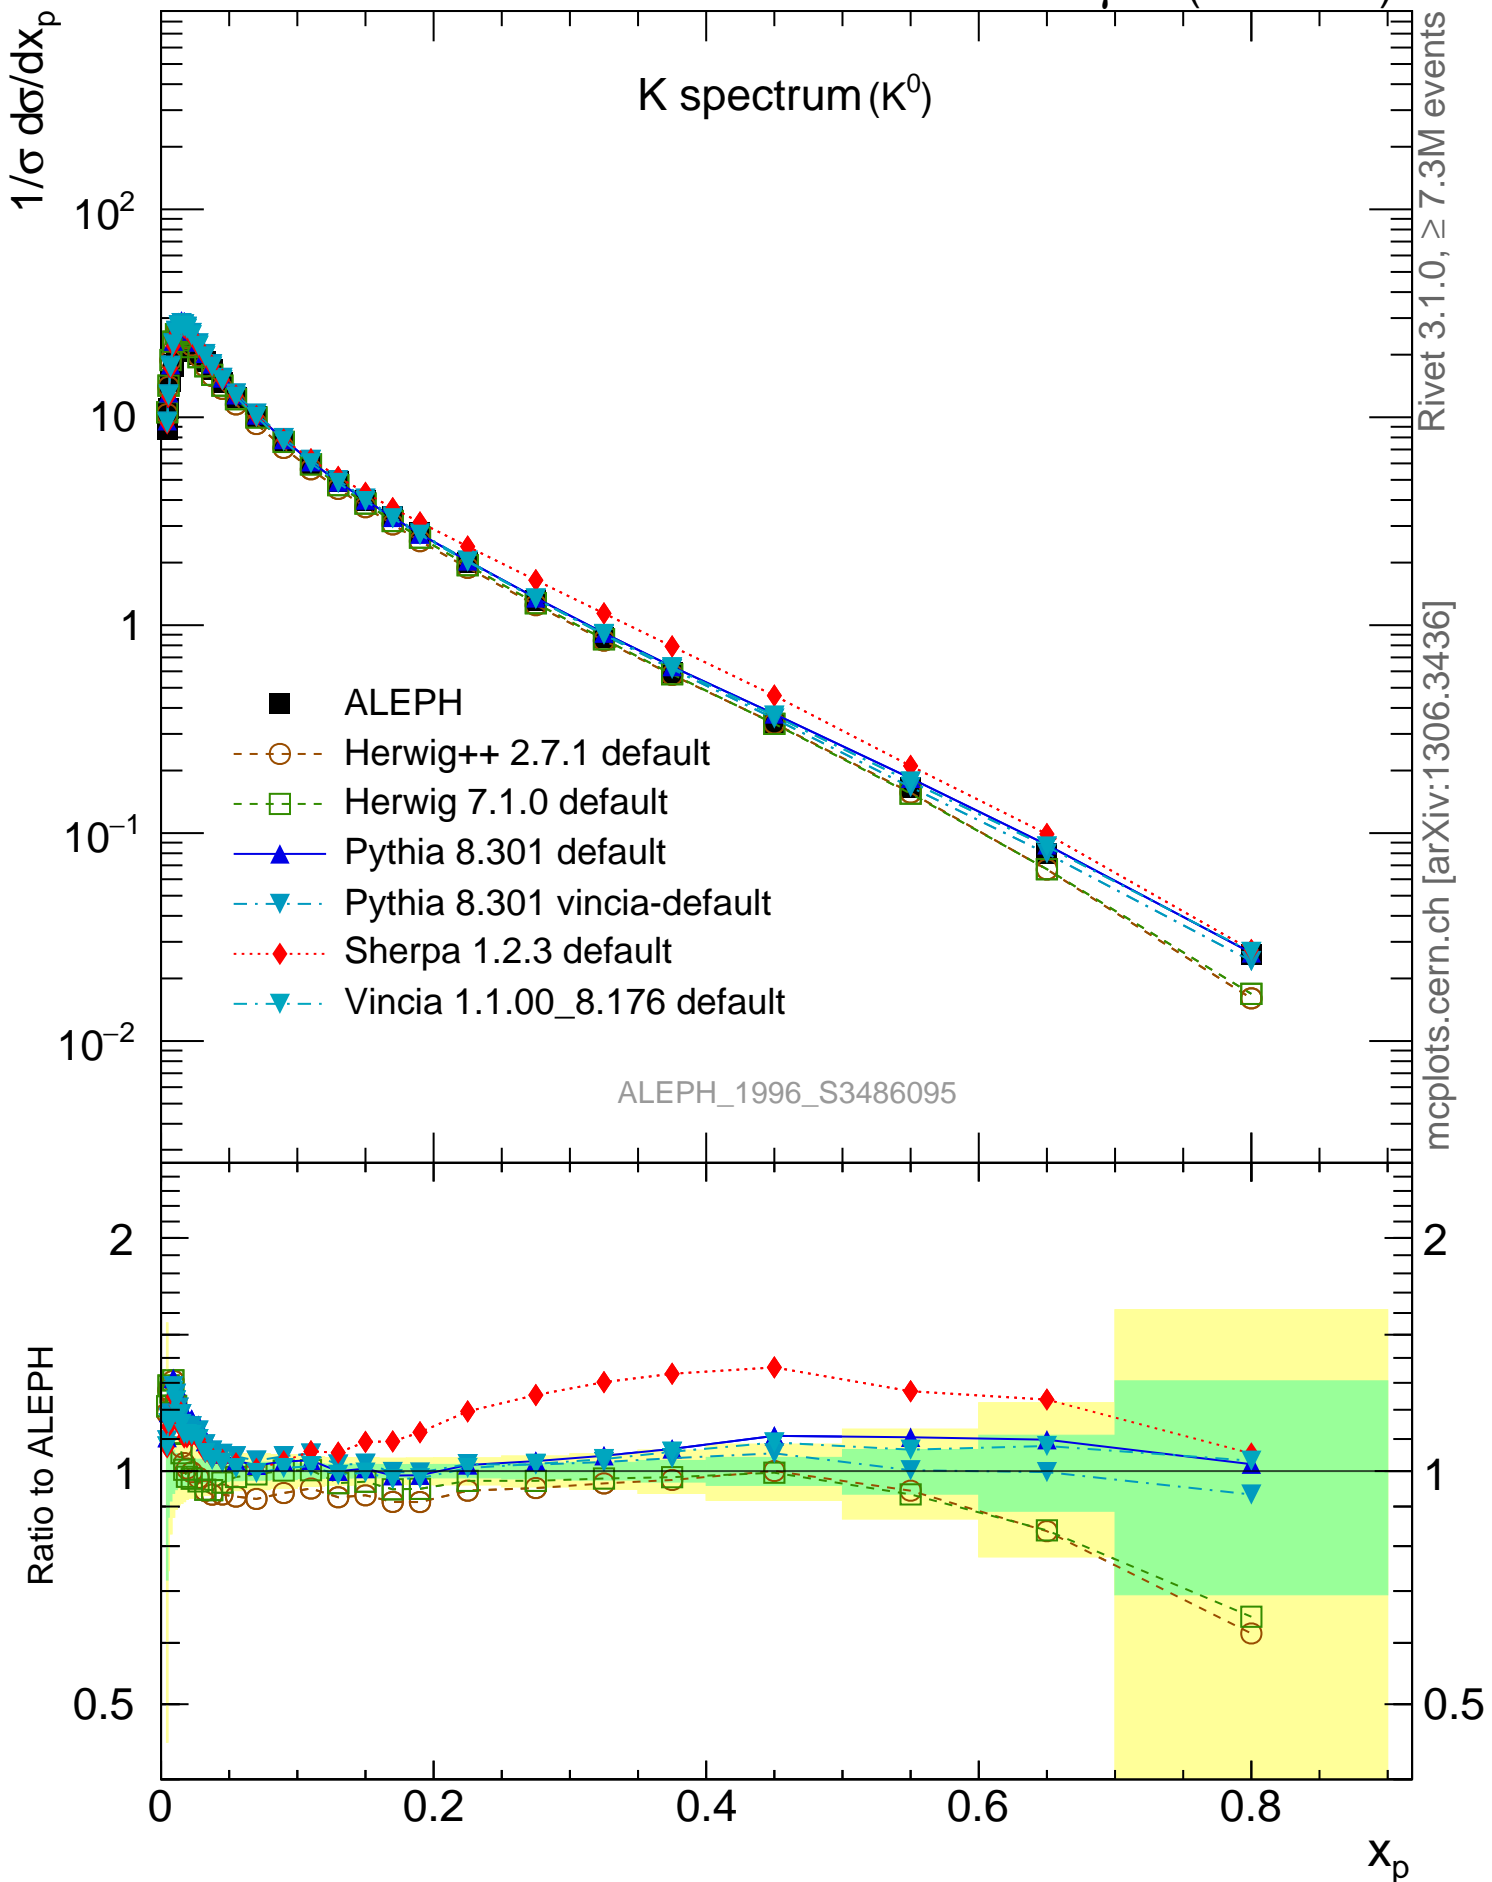 K spectrum (K⁰)
1/σ dσ/dxₚ
10²
10
1
10⁻¹
10⁻²
ALEPH
Herwig++ 2.7.1 default
Herwig 7.1.0 default
Pythia 8.301 default
Pythia 8.301 vincia-default
Sherpa 1.2.3 default
Vincia 1.1.00_8.176 default
ALEPH_1996_S3486095
Rivet 3.1.0, ≥ 7.3M events
mcplots.cern.ch [arXiv:1306.3436]
Ratio to ALEPH
2
1
0.5
2
1
0.5
0
0.2
0.4
0.6
0.8
xₚ